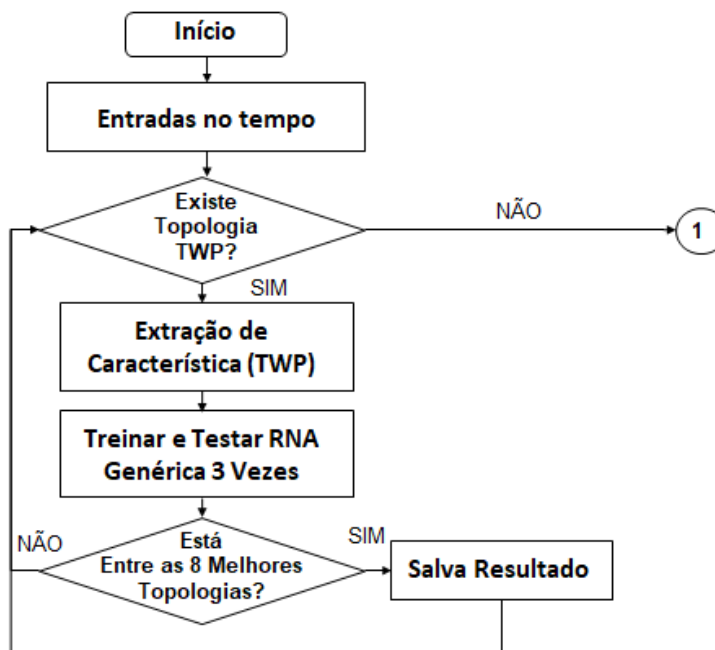 Início
Entradas no tempo
Existe
Topologia
TWP?
NÃO
1
SIM
Extração de
Característica (TWP)
Treinar e Testar RNA
Genérica 3 Vezes
NÃO
Está
Entre as 8 Melhores
Topologias?
SIM
Salva Resultado